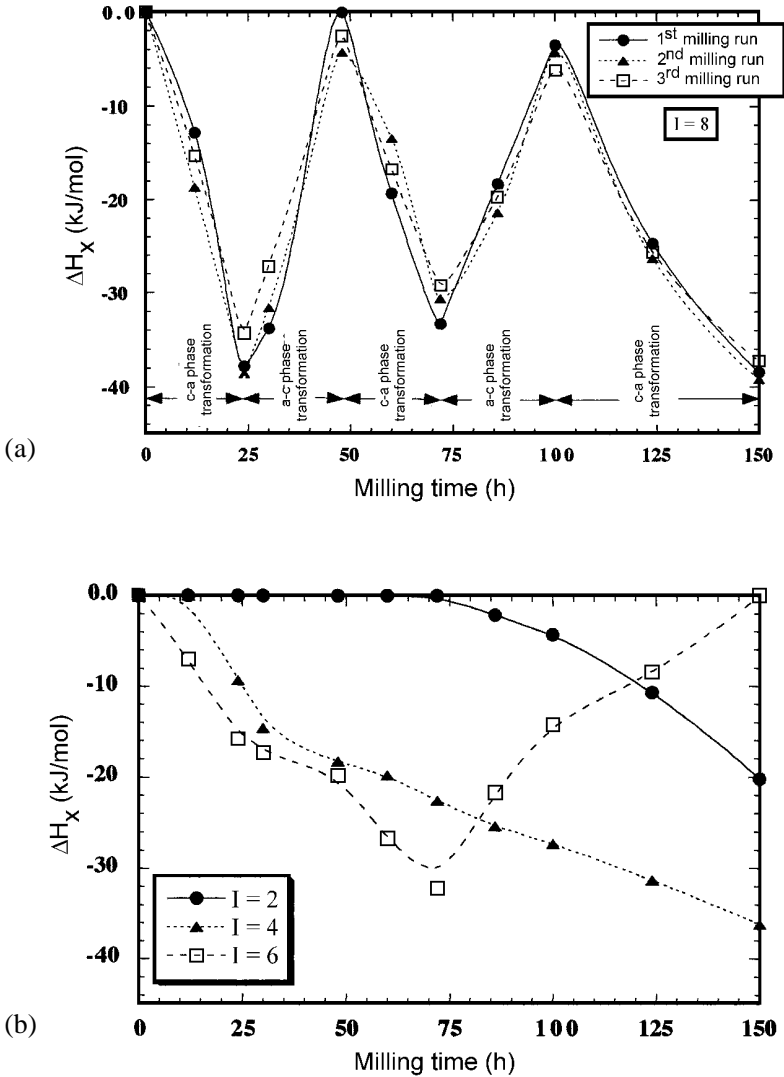 0.0
-10
-20
-30
-40
ΔHX (kJ/mol)
1st milling run
2nd milling run
3rd milling run
I = 8
c-a phase
transformation
a-c phase
transformation
c-a phase
transformation
a-c phase
transformation
c-a phase
transformation
0 25 50 75 100 125 150
(a)
Milling time (h)
0.0
-10
-20
-30
-40
ΔHX (kJ/mol)
I = 2
I = 4
I = 6
0 25 50 75 100 125 150
(b)
Milling time (h)